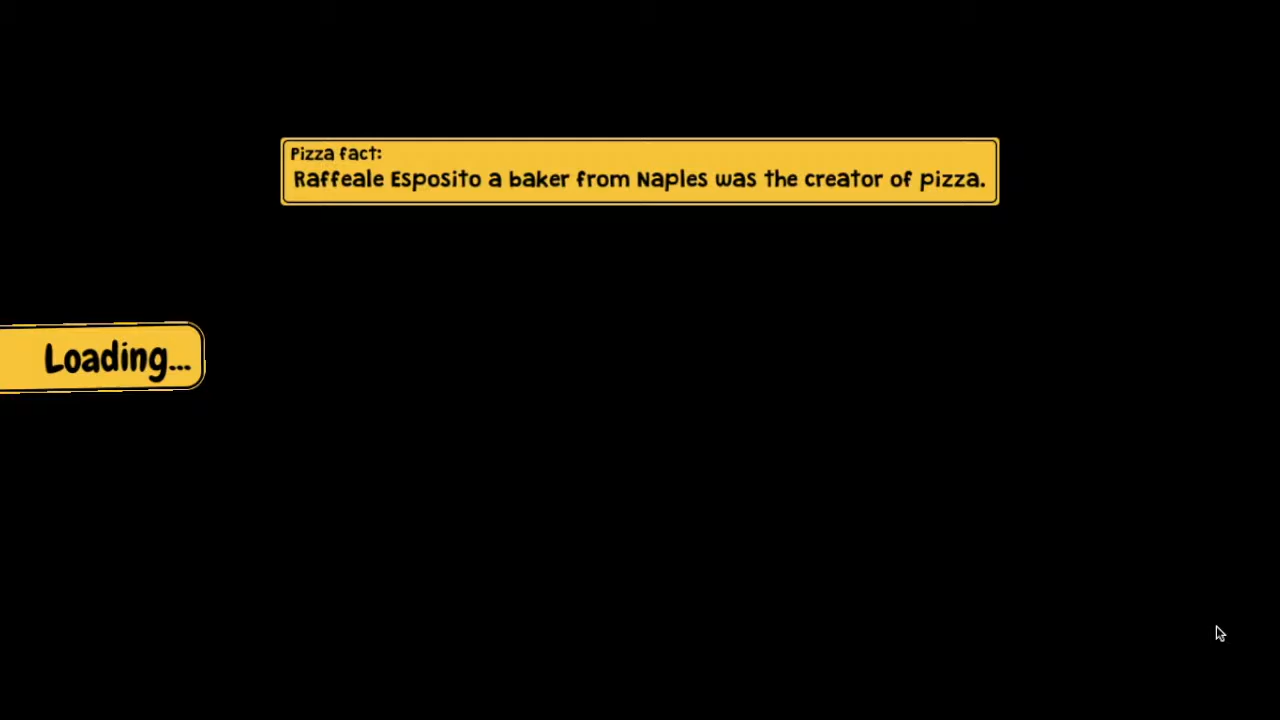 Pizza fact:
Raffeale Esposito a baker from Naples was the creator of pizza.
Loading...